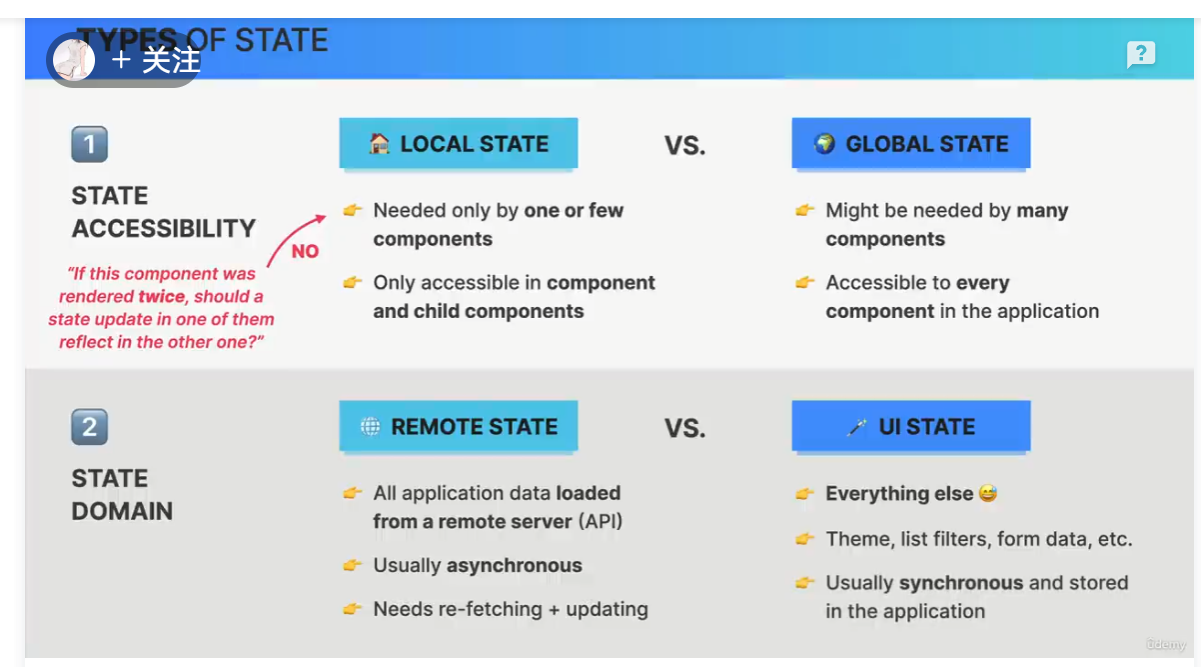 TYPES OF STATE
+ 关注
?
1
STATE
ACCESSIBILITY
"If this component was
rendered twice, should a
state update in one of them
reflect in the other one?"
NO
LOCAL STATE
Needed only by one or few
components
Only accessible in component
and child components
VS.
GLOBAL STATE
Might be needed by many
components
Accessible to every
component in the application
2
STATE
DOMAIN
REMOTE STATE
All application data loaded
from a remote server (API)
Usually asynchronous
Needs re-fetching + updating
VS.
UI STATE
Everything else
Theme, list filters, form data, etc.
Usually synchronous and stored
in the application
ûdemy